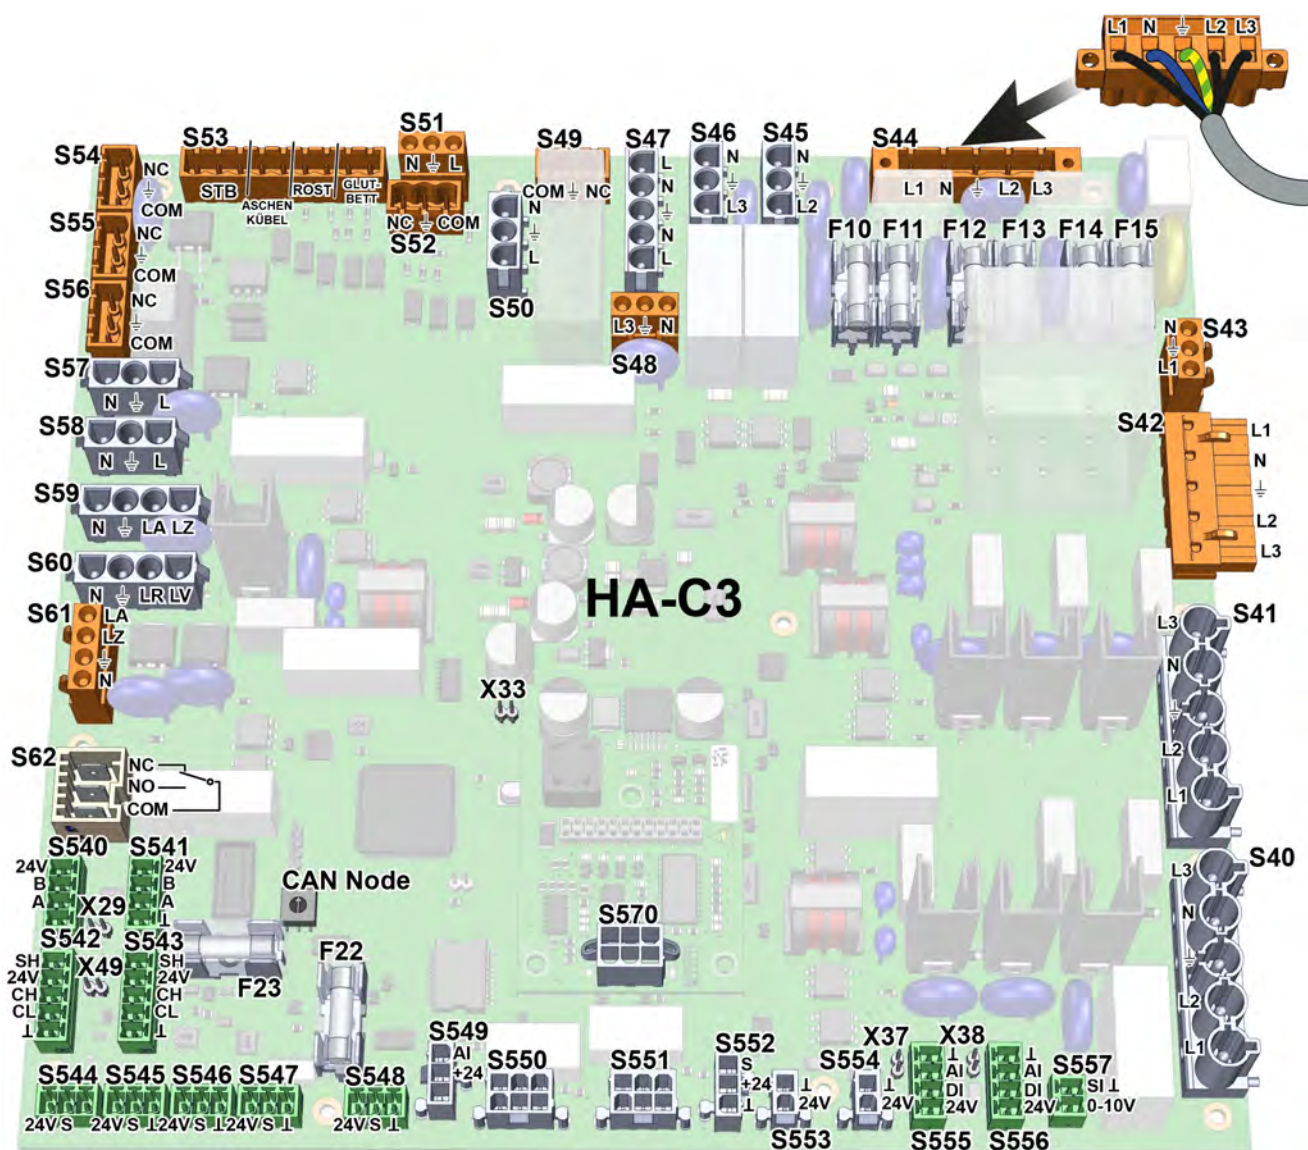 L1 N ⏚ L2 L3
S54
NC
⏚
COM
S53
STB
ASCHEN
KÜBEL
ROST
GLUT-
BETT
S51
N ⏚ L
NC ⏚ COM
S52
S49
COM ⏚ NC
N
⏚
L
S50
S47
L
N
⏚
N
L
L3 ⏚ N
S48
S46
N
⏚
L3
S45
N
⏚
L2
S44
L1 N ⏚ L2 L3
F10 F11 F12 F13 F14 F15
S55
NC
⏚
COM
S56
NC
⏚
COM
S57
N ⏚ L
S58
N ⏚ L
S59
N ⏚ LA LZ
S60
N ⏚ LR LV
S61
LA
LZ
⏚
N
S43
N
⏚
L1
S42
L1
N
⏚
L2
L3
HA-C3
X33
S41
L3
N
⏚
L2
L1
S62
NC
NO
COM
S540
24V
B
A
S541
24V
B
A
⊥
X29
CAN Node
S40
L3
N
⏚
L2
L1
S542
SH
24V
CH
CL
⊥
X49
S543
SH
24V
CH
CL
⊥
F23
F22
S570
S544
24V S ⊥
S545
24V S ⊥
S546
24V S ⊥
S547
24V S ⊥
S548
24V S ⊥
S549
AI
+24
S550
S551
S552
S
+24
⊥
⊥
24V
S553
S554
⊥
24V
X37
⊥
AI
DI
24V
S555
X38
⊥
AI
DI
24V
S556
S557
SI ⊥
0-10V